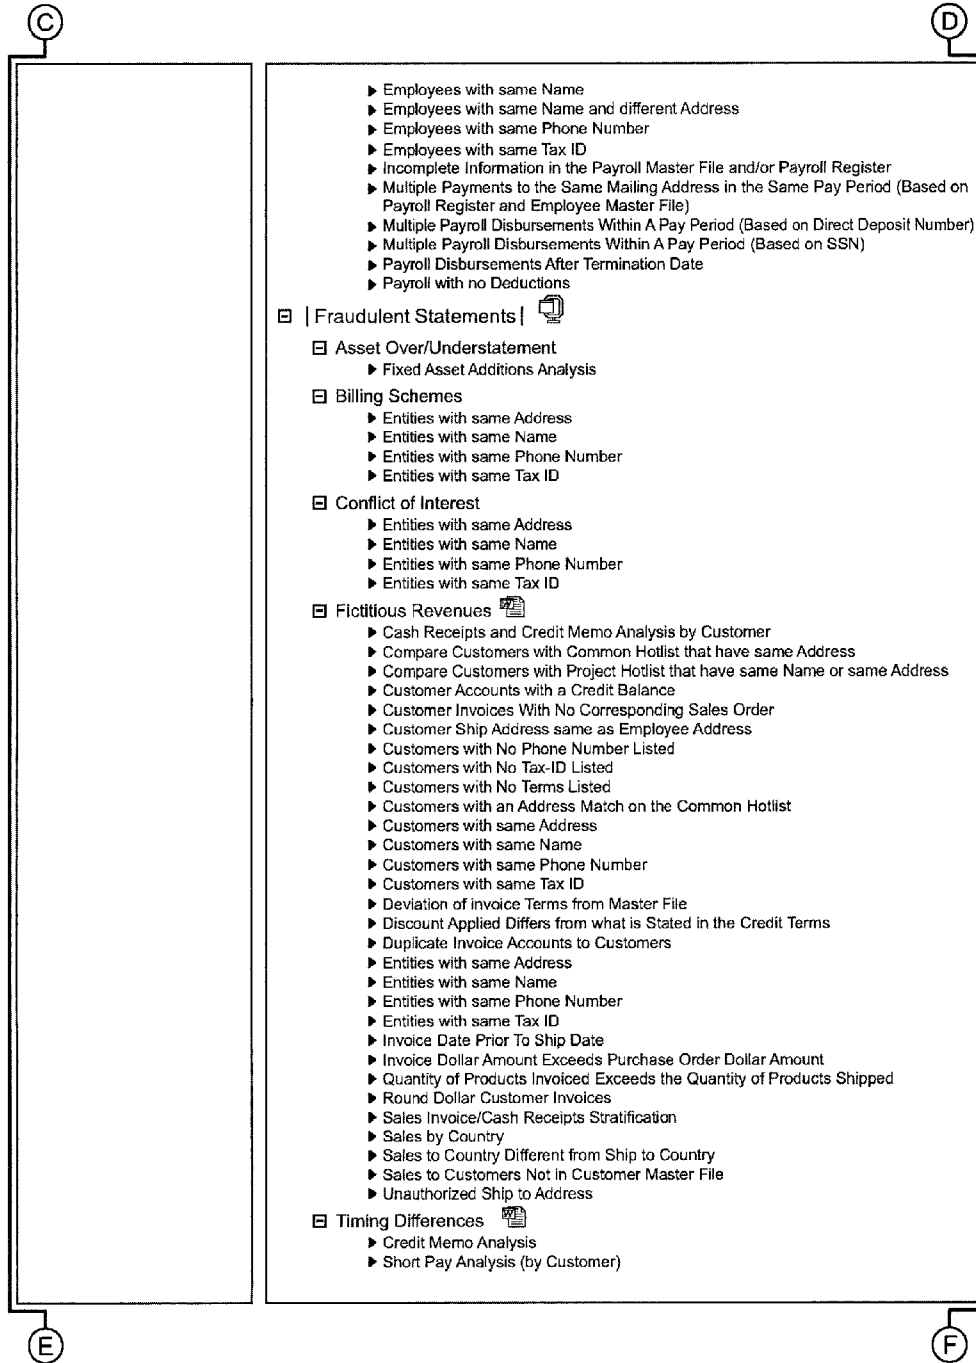 C
D
Employees with same Name
Employees with same Name and different Address
Employees with same Phone Number
Employees with same Tax ID
Incomplete Information in the Payroll Master File and/or Payroll Register
Multiple Payments to the Same Mailing Address in the Same Pay Period (Based on
Payroll Register and Employee Master File)
Multiple Payroll Disbursements Within A Pay Period (Based on Direct Deposit Number)
Multiple Payroll Disbursements Within A Pay Period (Based on SSN)
Payroll Disbursements After Termination Date
Payroll with no Deductions
| Fraudulent Statements |
Asset Over/Understatement
Fixed Asset Additions Analysis
Billing Schemes
Entities with same Address
Entities with same Name
Entities with same Phone Number
Entities with same Tax ID
Conflict of Interest
Entities with same Address
Entities with same Name
Entities with same Phone Number
Entities with same Tax ID
Fictitious Revenues
Cash Receipts and Credit Memo Analysis by Customer
Compare Customers with Common Hotlist that have same Address
Compare Customers with Project Hotlist that have same Name or same Address
Customer Accounts with a Credit Balance
Customer Invoices With No Corresponding Sales Order
Customer Ship Address same as Employee Address
Customers with No Phone Number Listed
Customers with No Tax-ID Listed
Customers with No Terms Listed
Customers with an Address Match on the Common Hotlist
Customers with same Address
Customers with same Name
Customers with same Phone Number
Customers with same Tax ID
Deviation of invoice Terms from Master File
Discount Applied Differs from what is Stated in the Credit Terms
Duplicate Invoice Accounts to Customers
Entities with same Address
Entities with same Name
Entities with same Phone Number
Entities with same Tax ID
Invoice Date Prior To Ship Date
Invoice Dollar Amount Exceeds Purchase Order Dollar Amount
Quantity of Products Invoiced Exceeds the Quantity of Products Shipped
Round Dollar Customer Invoices
Sales Invoice/Cash Receipts Stratification
Sales by Country
Sales to Country Different from Ship to Country
Sales to Customers Not in Customer Master File
Unauthorized Ship to Address
Timing Differences
Credit Memo Analysis
Short Pay Analysis (by Customer)
E
F